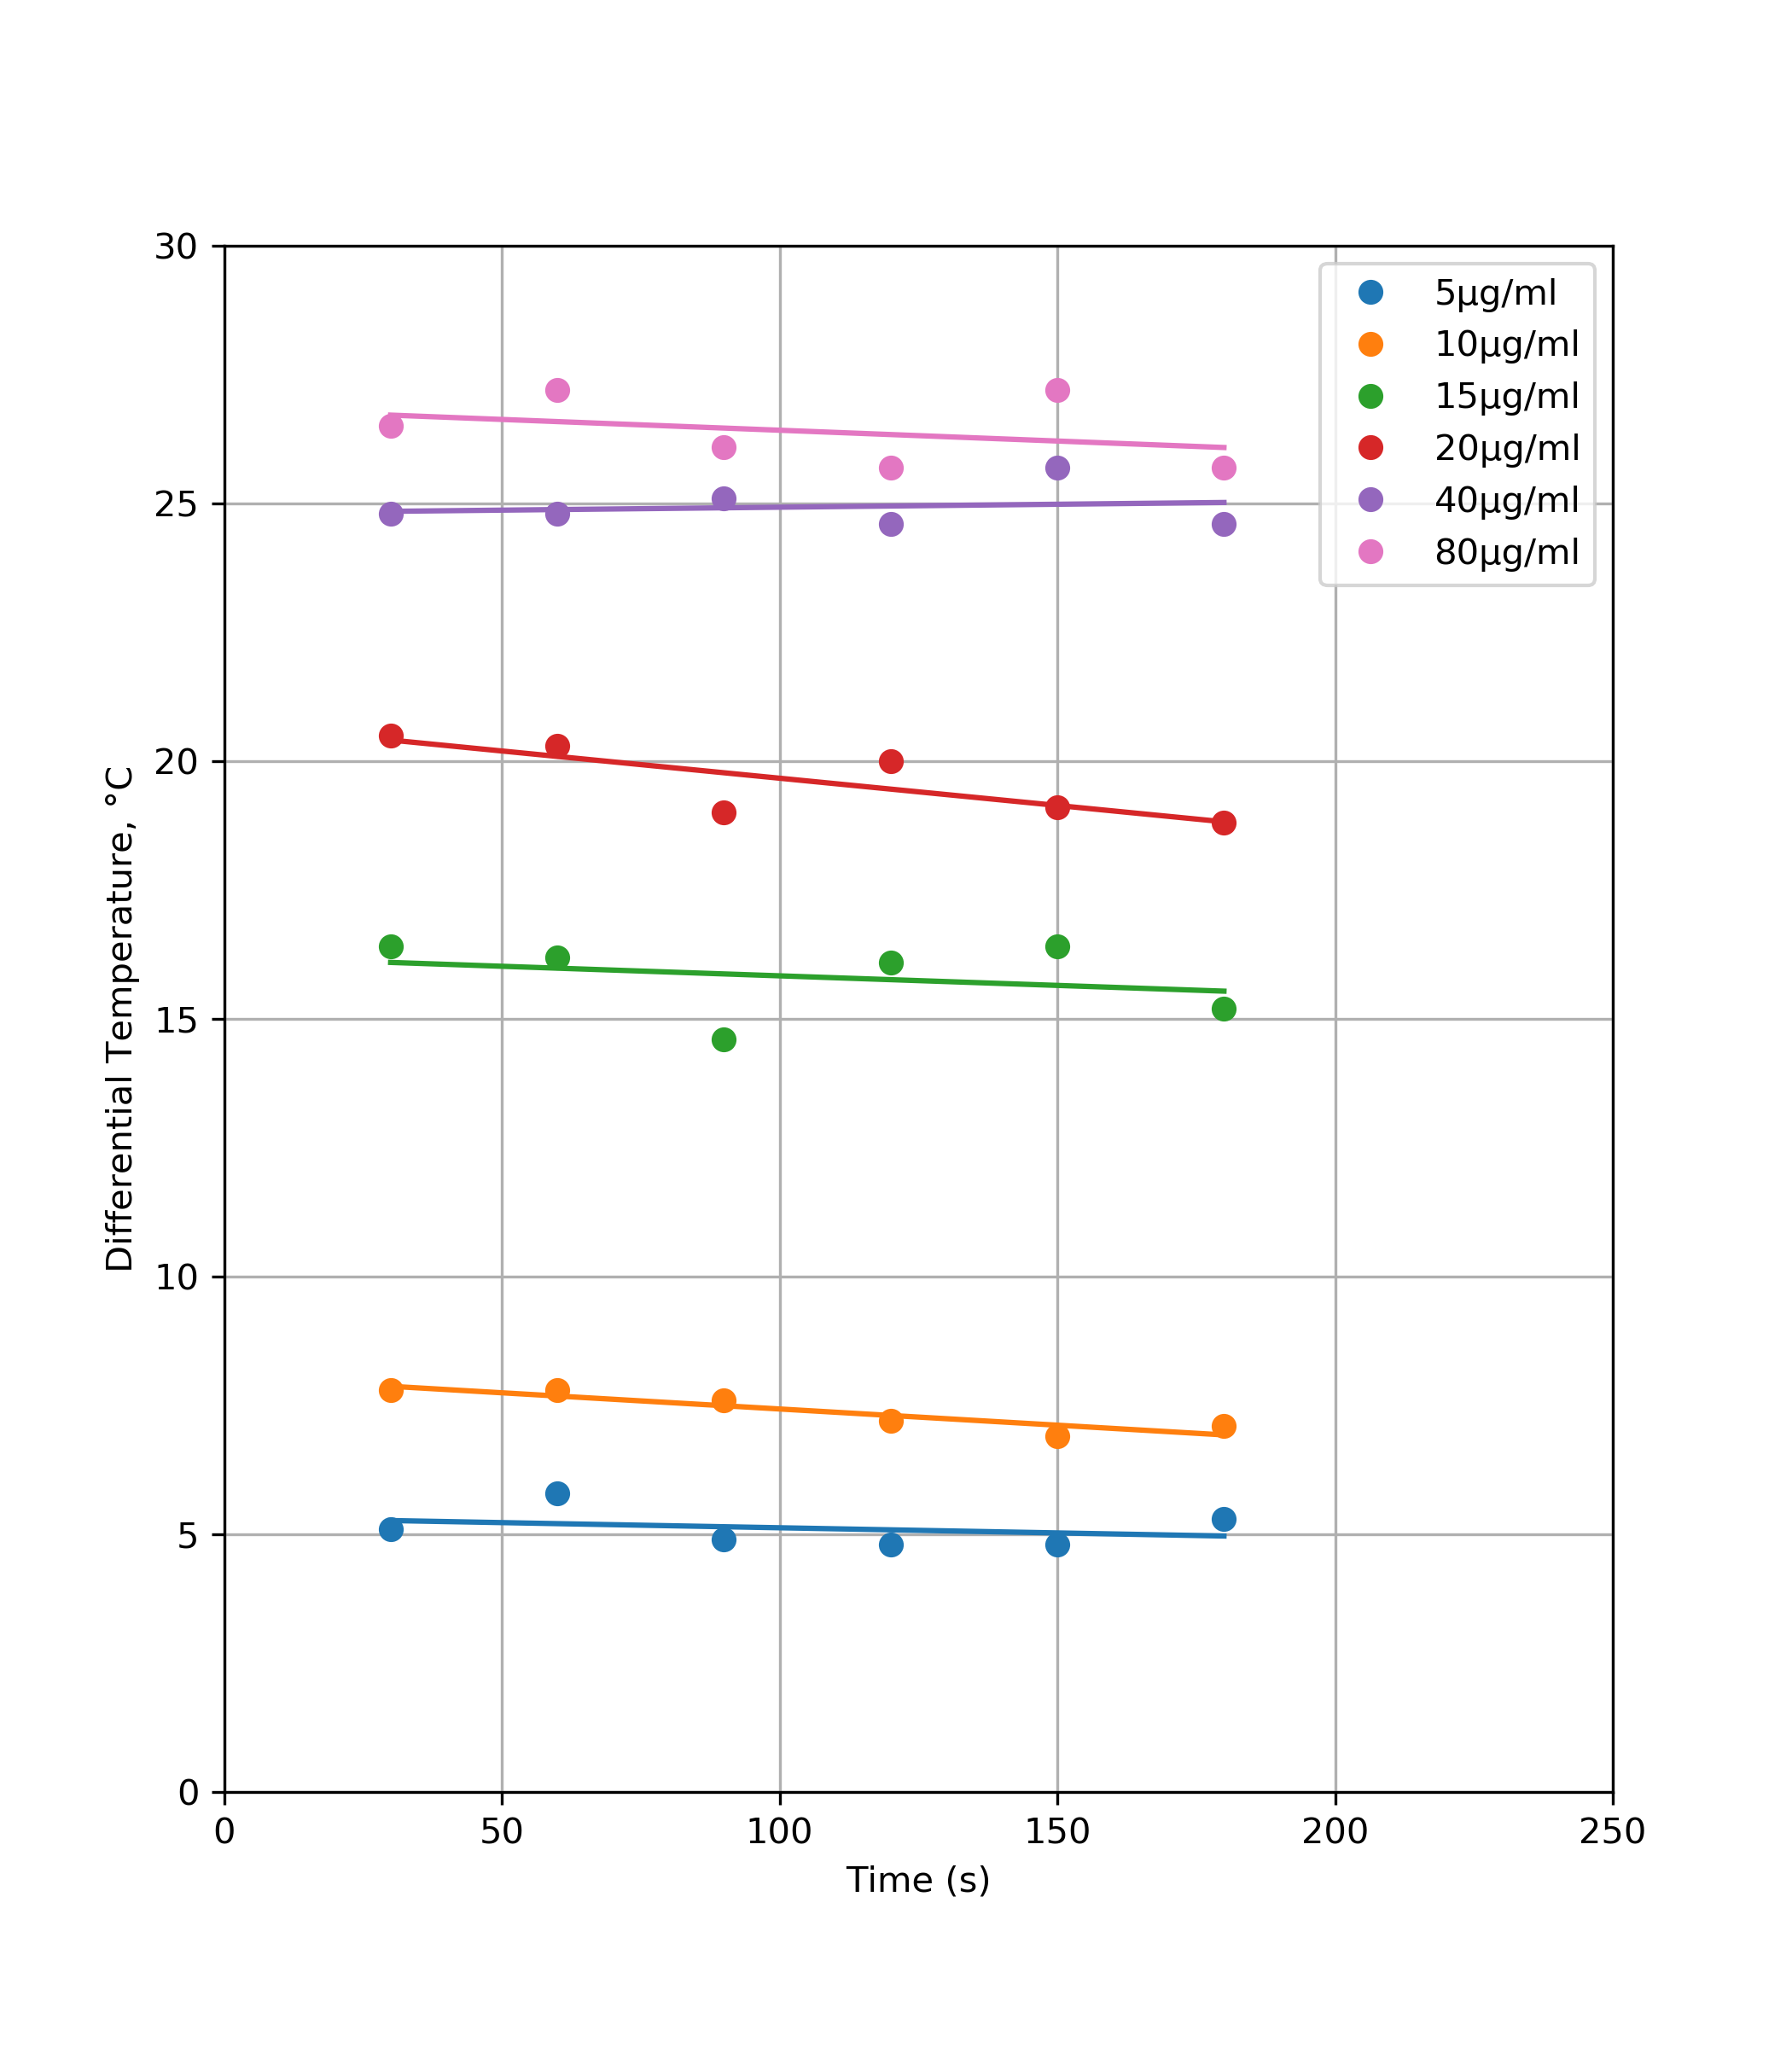 30
25
20
15
10
5
0
Differential Temperature, °C
0 50 100 150 200 250
Time (s)
5μg/ml
10μg/ml
15μg/ml
20μg/ml
40μg/ml
80μg/ml